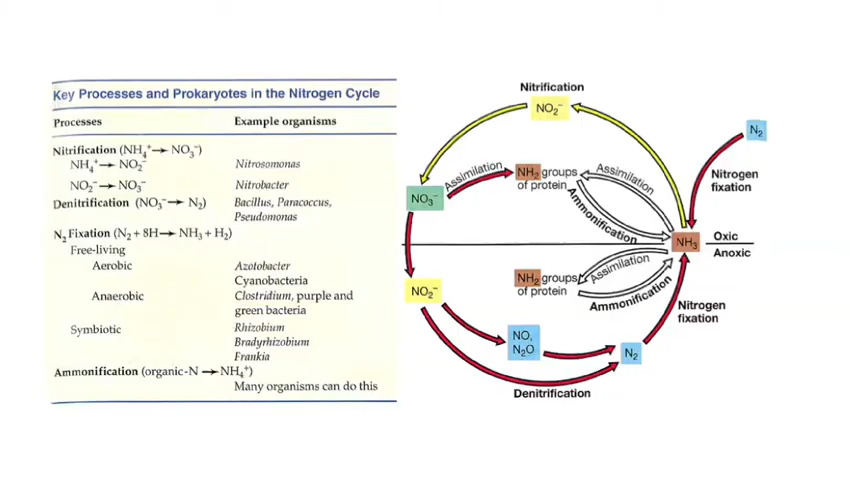 Key Processes and Prokaryotes in the Nitrogen Cycle
Processes Example organisms
Nitrification (NH₄⁺→ NO₃⁻)
NH₄⁺→ NO₂⁻ Nitrosomonas
NO₂⁻→ NO₃⁻ Nitrobacter
Denitrification (NO₃⁻→ N₂) Bacillus, Paracoccus,
Pseudomonas
N₂ Fixation (N₂ + 8H→ NH₃ + H₂)
Free-living
Aerobic Azotobacter
Cyanobacteria
Anaerobic Clostridium, purple and
green bacteria
Symbiotic Rhizobium
Bradyrhizobium
Frankia
Ammonification (organic-N → NH₄⁺)
Many organisms can do this
Nitrification
NO₂⁻
N₂
Nitrogen
fixation
Assimilation
NH₂ groups
of protein
Assimilation
Ammonification
NO₃⁻
NH₃
Oxic
Anoxic
NH₂ groups
of protein
Assimilation
Ammonification
NO₂⁻
Nitrogen
fixation
NO,
N₂O
N₂
Denitrification